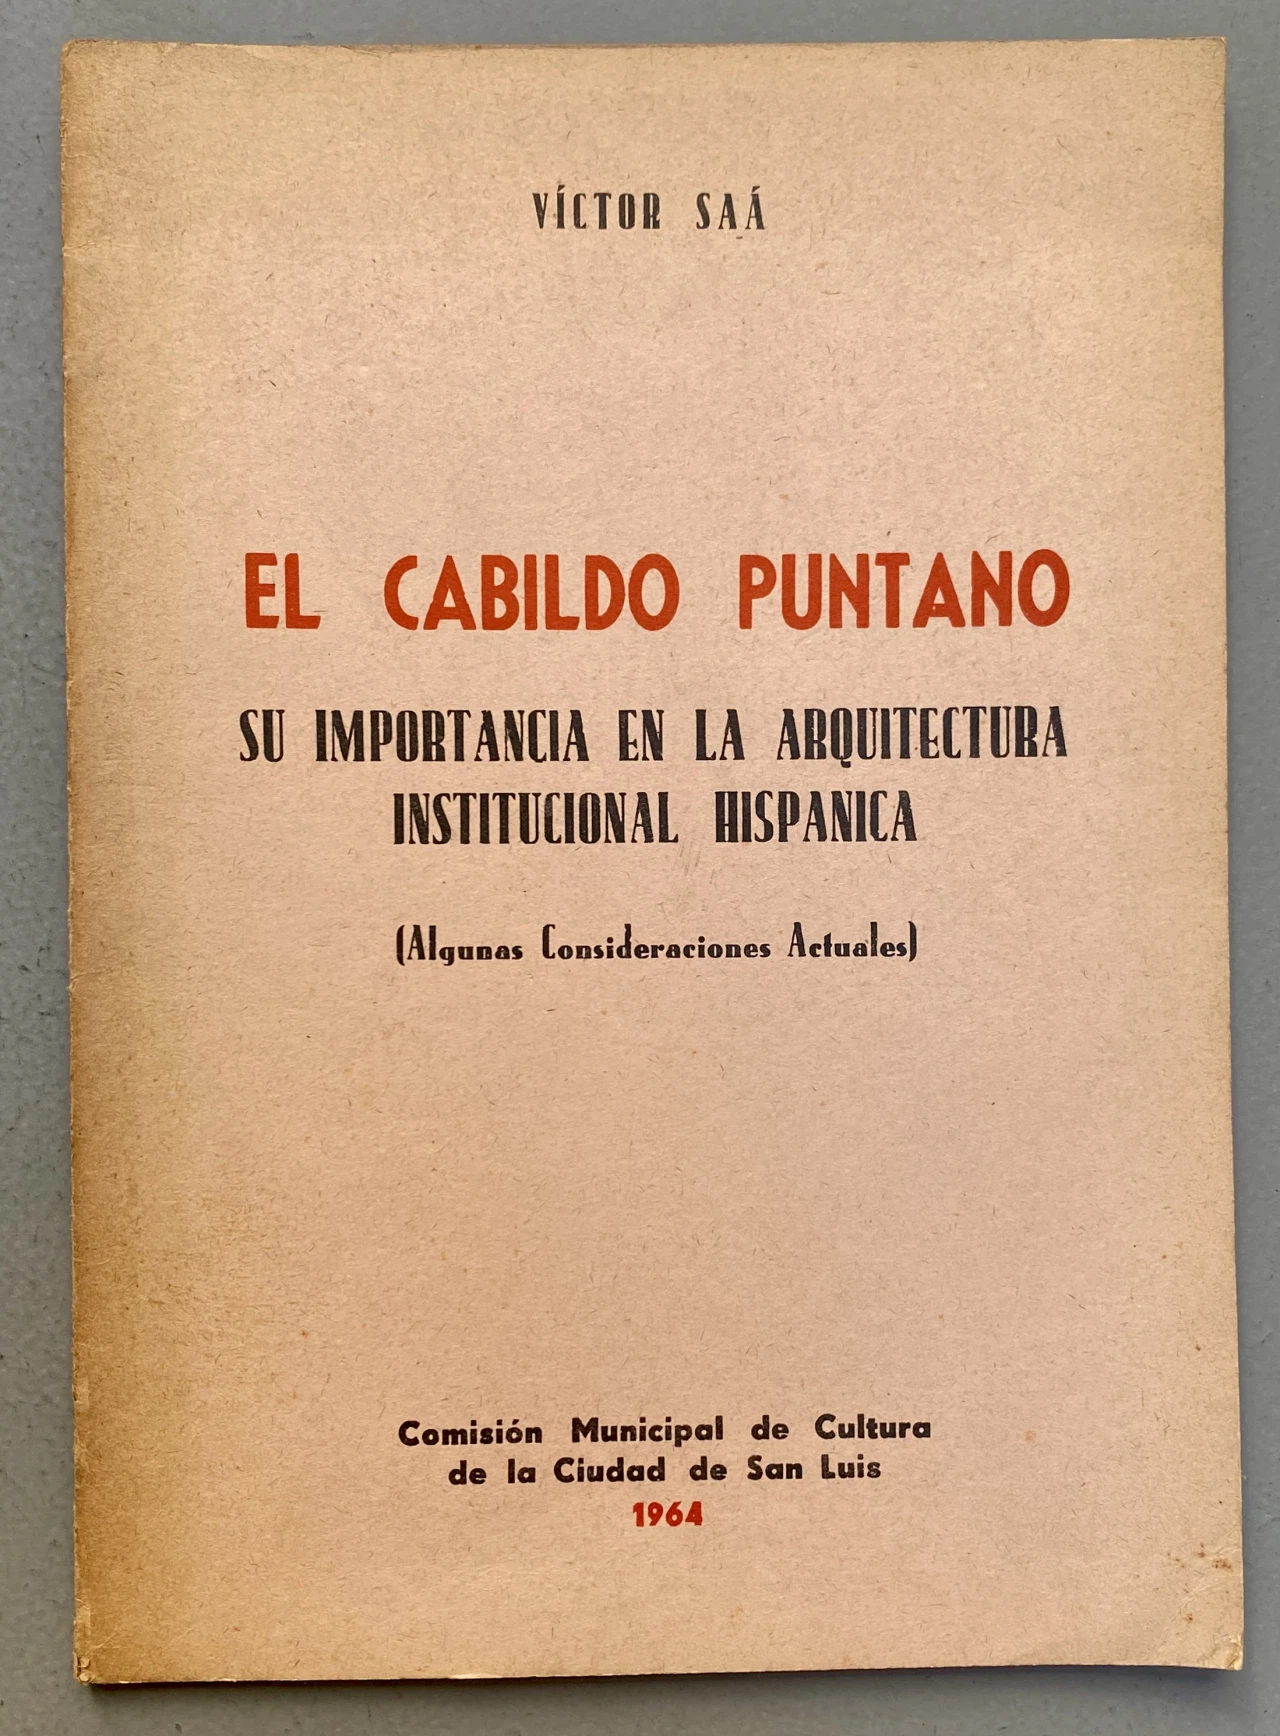 VÍCTOR SAÁ
EL CABILDO PUNTANO
SU IMPORTANCIA EN LA ARQUITECTURA
INSTITUCIONAL HISPANICA
(Algunas Consideraciones Actuales)
Comisión Municipal de Cultura
de la Ciudad de San Luis
1964